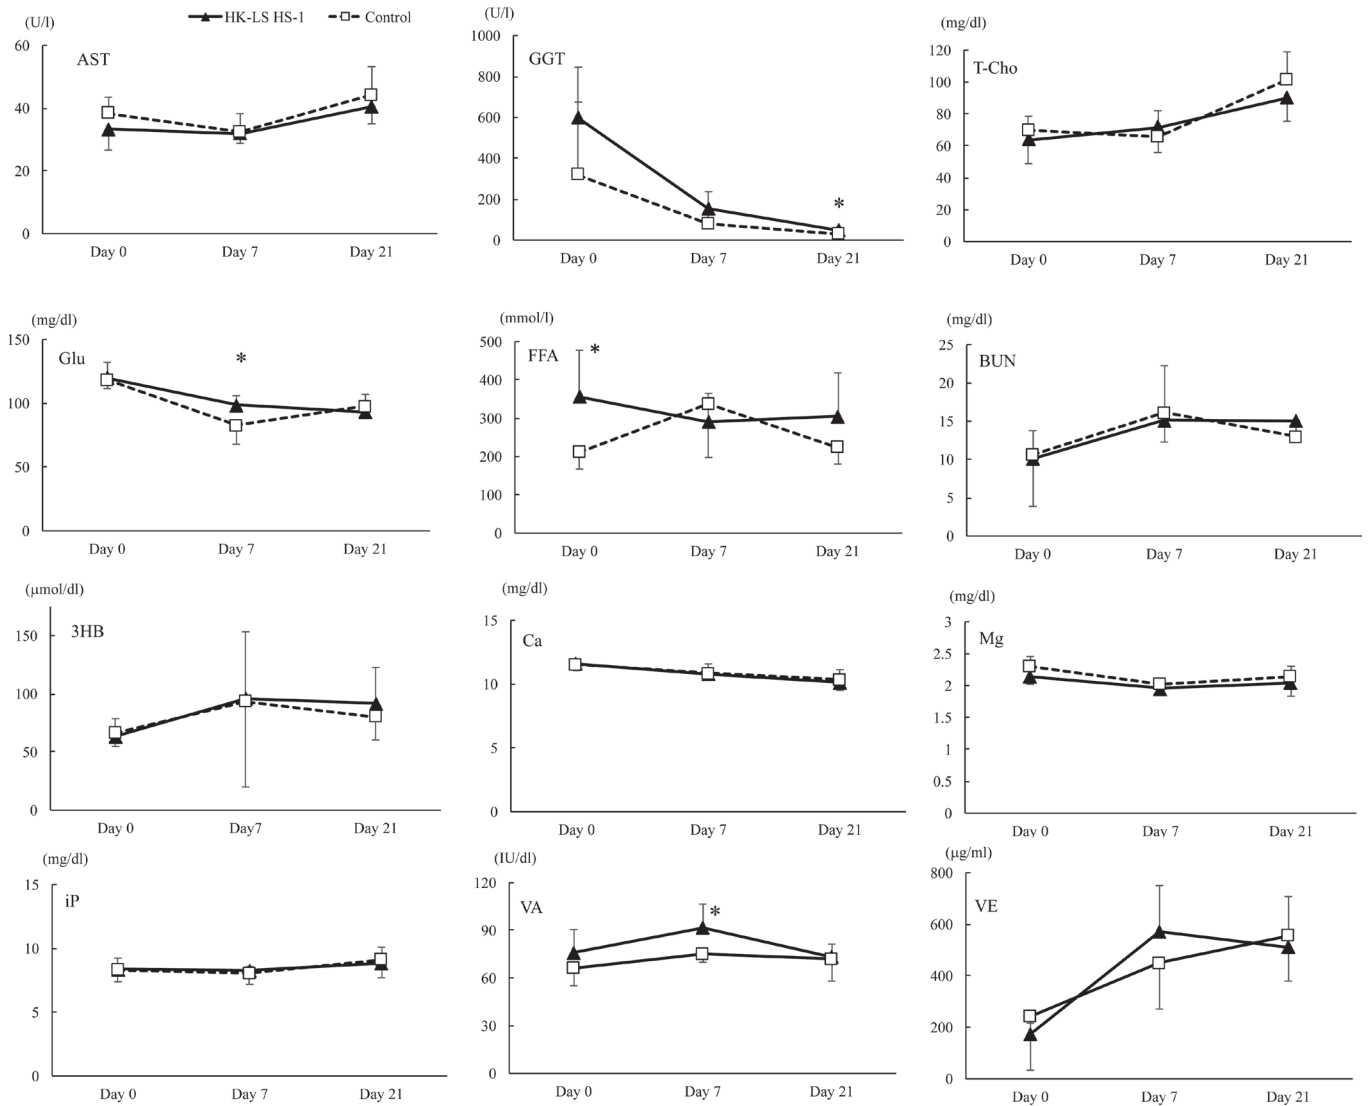 HK-LS HS-1 Control
(U/l)
AST
60
40
20
0
Day 0 Day 7 Day 21
(U/l)
GGT
1000
800
600
400
200
0
*
Day 0 Day 7 Day 21
(mg/dl)
T-Cho
120
100
80
60
40
20
0
Day 0 Day 7 Day 21
(mg/dl)
Glu
150
100
50
0
*
Day 0 Day 7 Day 21
(mmol/l)
FFA
500
400
300
200
100
0
*
Day 0 Day 7 Day 21
(mg/dl)
BUN
25
20
15
10
5
0
Day 0 Day 7 Day 21
(μmol/dl)
3HB
150
100
50
0
Day 0 Day7 Day 21
(mg/dl)
Ca
15
10
5
0
Day 0 Day 7 Day 21
(mg/dl)
Mg
3
2.5
2
1.5
1
0.5
0
Day 0 Day 7 Day 21
(mg/dl)
iP
15
10
5
0
Day 0 Day 7 Day 21
(IU/dl)
VA
120
90
60
30
0
*
Day 0 Day 7 Day 21
(μg/ml)
VE
800
600
400
200
0
Day 0 Day 7 Day 21